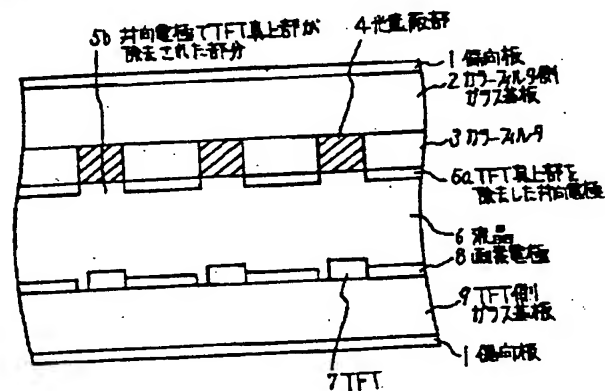 5b 共向電極でTFT真上部が
除去された部分
4 他畫販部
1 偏向板
2 カラーフィルタ側
ガラス基板
3 カラーフィルタ
5a TFT真上部を
除去した共向電極
6 液晶
8 画素電極
9 TFT側
ガラス基板
1 偏向板
7 TFT